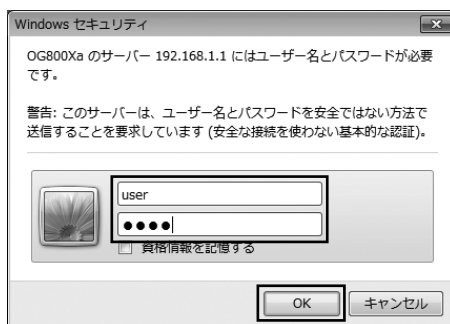 Windows セキュリティ
OG800Xa のサーバー 192.168.1.1 にはユーザー名とパスワードが必要
です。
警告: このサーバーは、ユーザー名とパスワードを安全ではない方法で
送信することを要求しています (安全な接続を使わない基本的な認証)。
user
●●●●
資格情報を記憶する
OK キャンセル